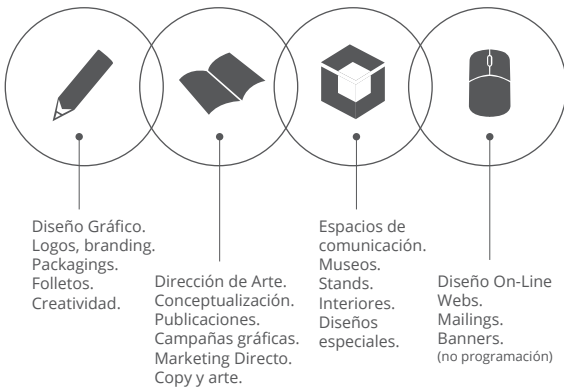 Diseño Gráfico.
Logos, branding.
Packagings.
Folletos.
Creatividad.
Dirección de Arte.
Conceptualización.
Publicaciones.
Campañas gráficas.
Marketing Directo.
Copy y arte.
Espacios de
comunicación.
Museos.
Stands.
Interiores.
Diseños
especiales.
Diseño On-Line
Webs.
Mailings.
Banners.
(no programación)